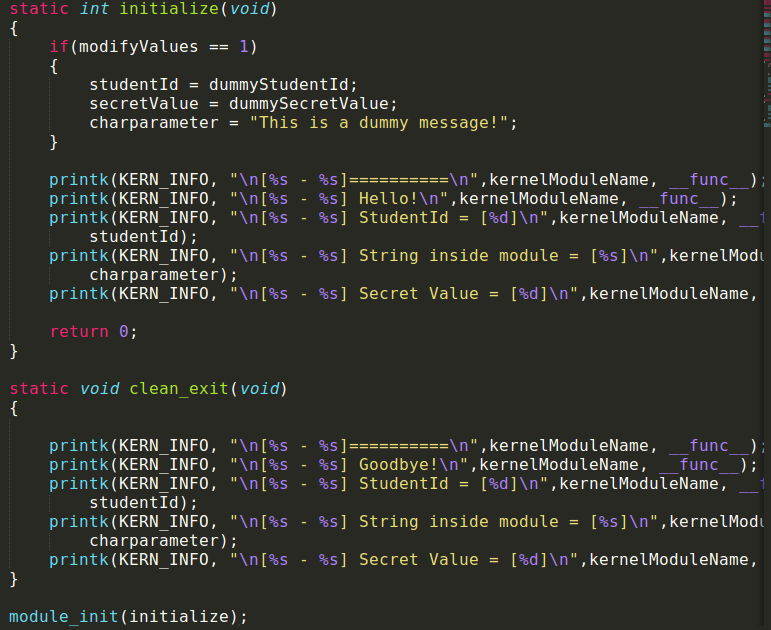 static int initialize(void)
{
    if(modifyValues == 1)
    {
        studentId = dummyStudentId;
        secretValue = dummySecretValue;
        charparameter = "This is a dummy message!";
    }

    printk(KERN_INFO, "\n[%s - %s]==========\n",kernelModuleName, __func__);
    printk(KERN_INFO, "\n[%s - %s] Hello!\n",kernelModuleName, __func__);
    printk(KERN_INFO, "\n[%s - %s] StudentId = [%d]\n",kernelModuleName, __
        studentId);
    printk(KERN_INFO, "\n[%s - %s] String inside module = [%s]\n",kernelModu
        charparameter);
    printk(KERN_INFO, "\n[%s - %s] Secret Value = [%d]\n",kernelModuleName,

    return 0;
}

static void clean_exit(void)
{

    printk(KERN_INFO, "\n[%s - %s]==========\n",kernelModuleName, __func__);
    printk(KERN_INFO, "\n[%s - %s] Goodbye!\n",kernelModuleName, __func__);
    printk(KERN_INFO, "\n[%s - %s] StudentId = [%d]\n",kernelModuleName, __
        studentId);
    printk(KERN_INFO, "\n[%s - %s] String inside module = [%s]\n",kernelModu
        charparameter);
    printk(KERN_INFO, "\n[%s - %s] Secret Value = [%d]\n",kernelModuleName,
}

module_init(initialize);